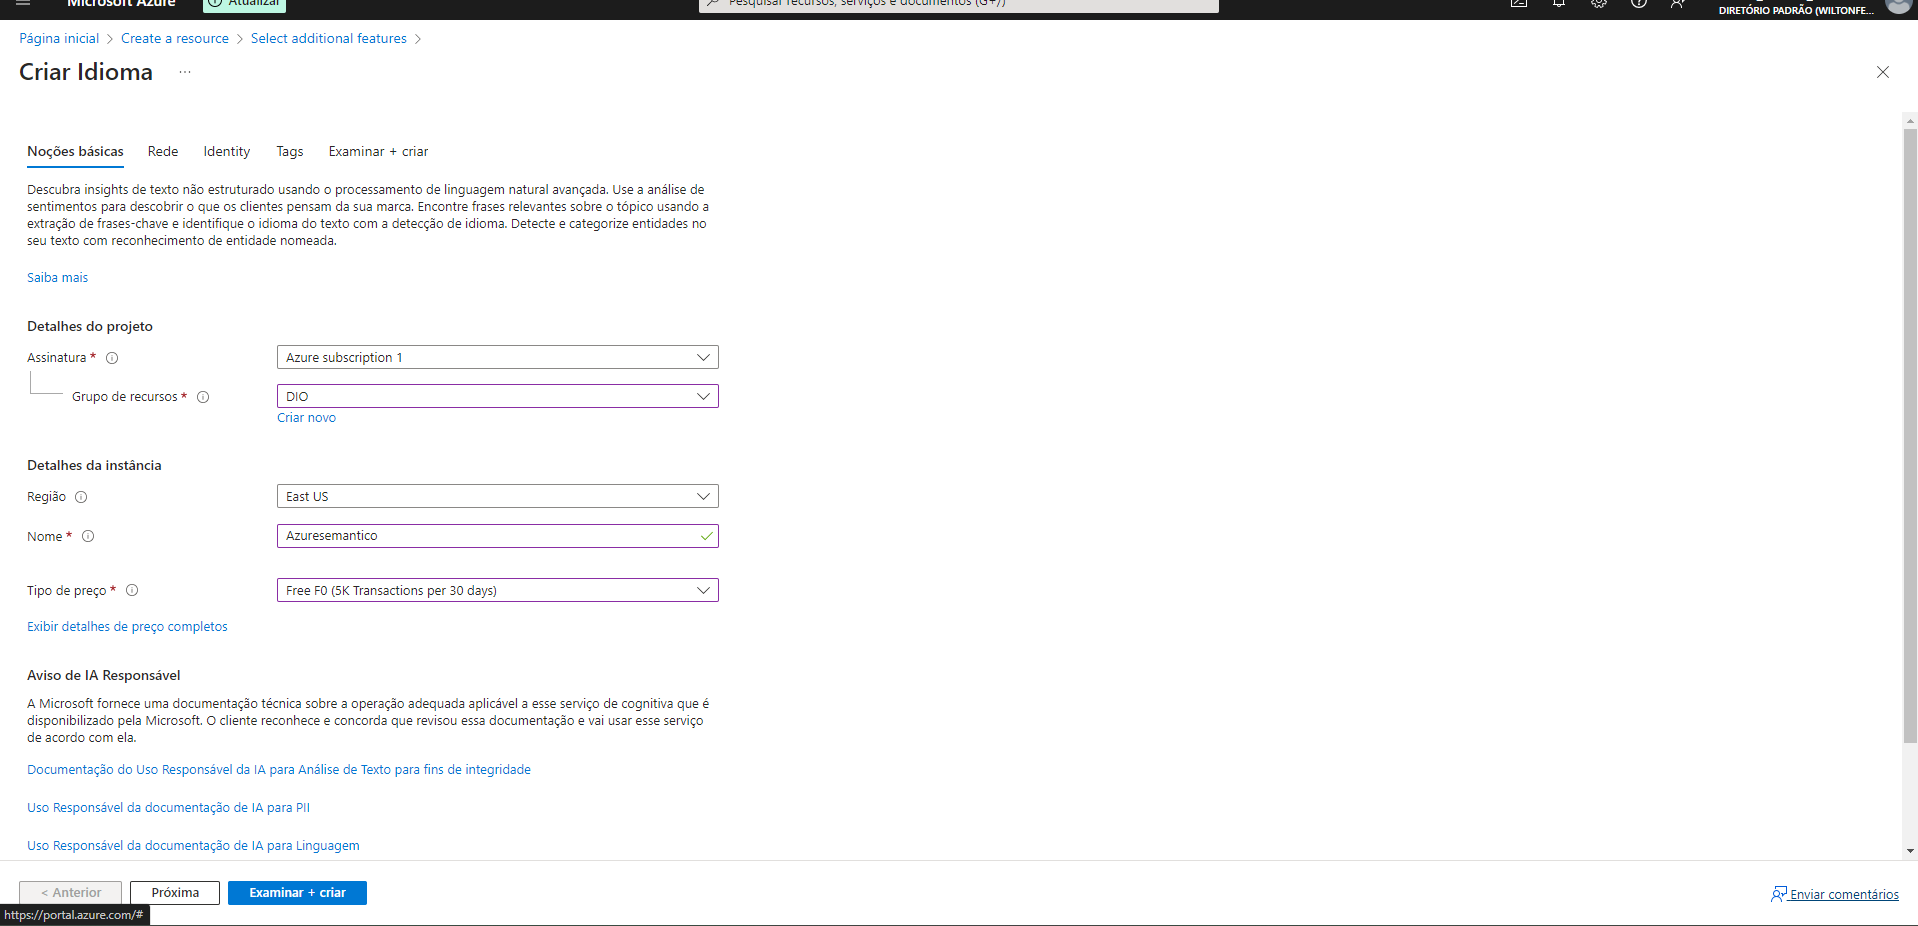 Microsoft Azure
Atualizar
Pesquisar recursos, serviços e documentos (G+/)
DIRETÓRIO PADRÃO (WILTONFE...
Página inicial > Create a resource > Select additional features >
Criar Idioma ...
Noções básicas Rede Identity Tags Examinar + criar
Descubra insights de texto não estruturado usando o processamento de linguagem natural avançada. Use a análise de
sentimentos para descobrir o que os clientes pensam da sua marca. Encontre frases relevantes sobre o tópico usando a
extração de frases-chave e identifique o idioma do texto com a detecção de idioma. Detecte e categorize entidades no
seu texto com reconhecimento de entidade nomeada.
Saiba mais
Detalhes do projeto
Assinatura * Azure subscription 1
Grupo de recursos * DIO
Criar novo
Detalhes da instância
Região East US
Nome * Azuresemantico
Tipo de preço * Free F0 (5K Transactions per 30 days)
Exibir detalhes de preço completos
Aviso de IA Responsável
A Microsoft fornece uma documentação técnica sobre a operação adequada aplicável a esse serviço de cognitiva que é
disponibilizado pela Microsoft. O cliente reconhece e concorda que revisou essa documentação e vai usar esse serviço
de acordo com ela.
Documentação do Uso Responsável da IA para Análise de Texto para fins de integridade
Uso Responsável da documentação de IA para PII
Uso Responsável da documentação de IA para Linguagem
< Anterior Próxima Examinar + criar
Enviar comentários
https://portal.azure.com/#